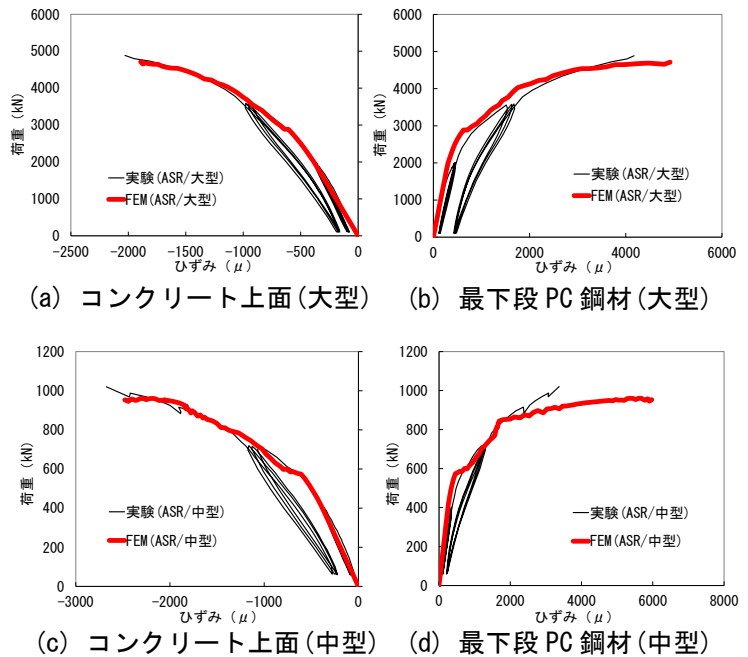 6000
5000
4000
3000
2000
1000
0
荷重 (kN)
実験(ASR/大型)
FEM(ASR/大型)
-2500 -2000 -1500 -1000 -500 0
ひずみ (μ)
(a) コンクリート上面(大型)
6000
5000
4000
3000
2000
1000
0
荷重 (kN)
実験(ASR/大型)
FEM(ASR/大型)
0 2000 4000 6000
ひずみ (μ)
(b) 最下段 PC 鋼材(大型)
1200
1000
800
600
400
200
0
荷重 (kN)
実験(ASR/中型)
FEM(ASR/中型)
-3000 -2000 -1000 0
ひずみ (μ)
(c) コンクリート上面(中型)
1200
1000
800
600
400
200
0
荷重 (kN)
実験(ASR/中型)
FEM(ASR/中型)
0 2000 4000 6000 8000
ひずみ (μ)
(d) 最下段 PC 鋼材(中型)